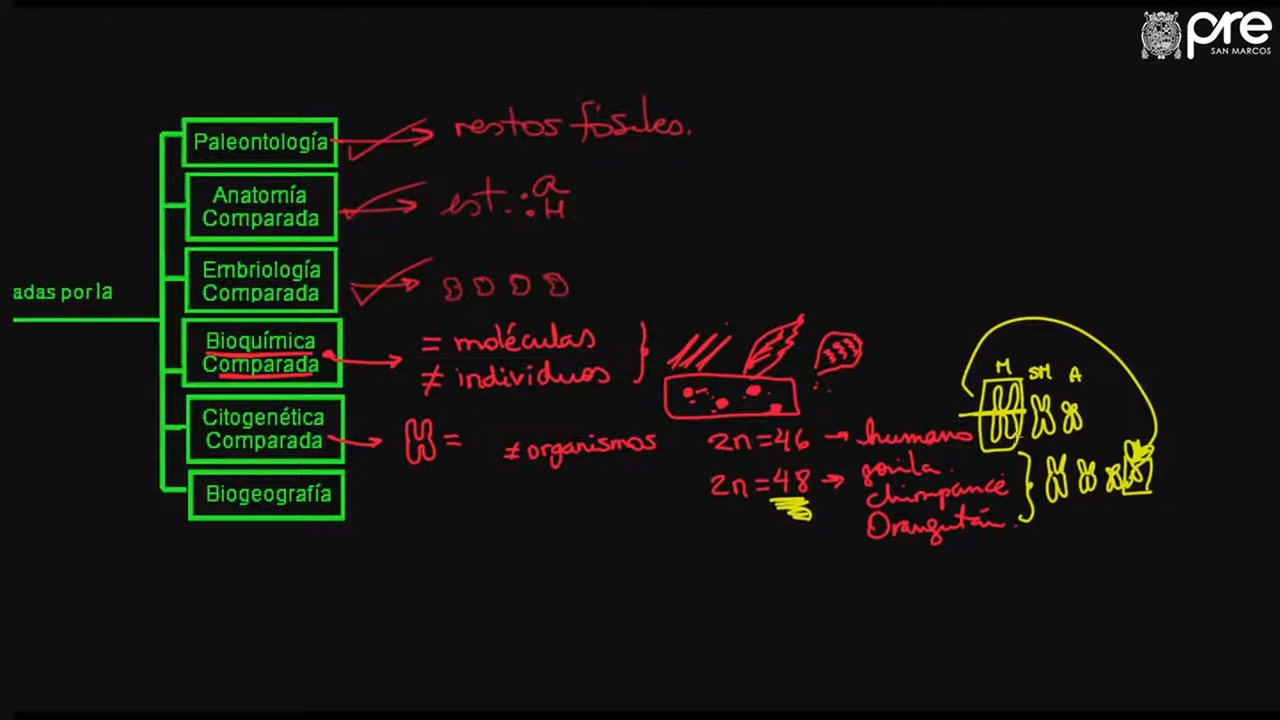 pre
SAN MARCOS
Paleontología
restos fósiles.
Anatomía
Comparada
est. : A
H
Embriología
Comparada
adas por la
Bioquímica
Comparada
= moléculas
≠ individuos
M SM A
Citogenética
Comparada
= ≠ organismos
2n=46 → humano
2n=48 → gorila
chimpancé
Orangután.
Biogeografía